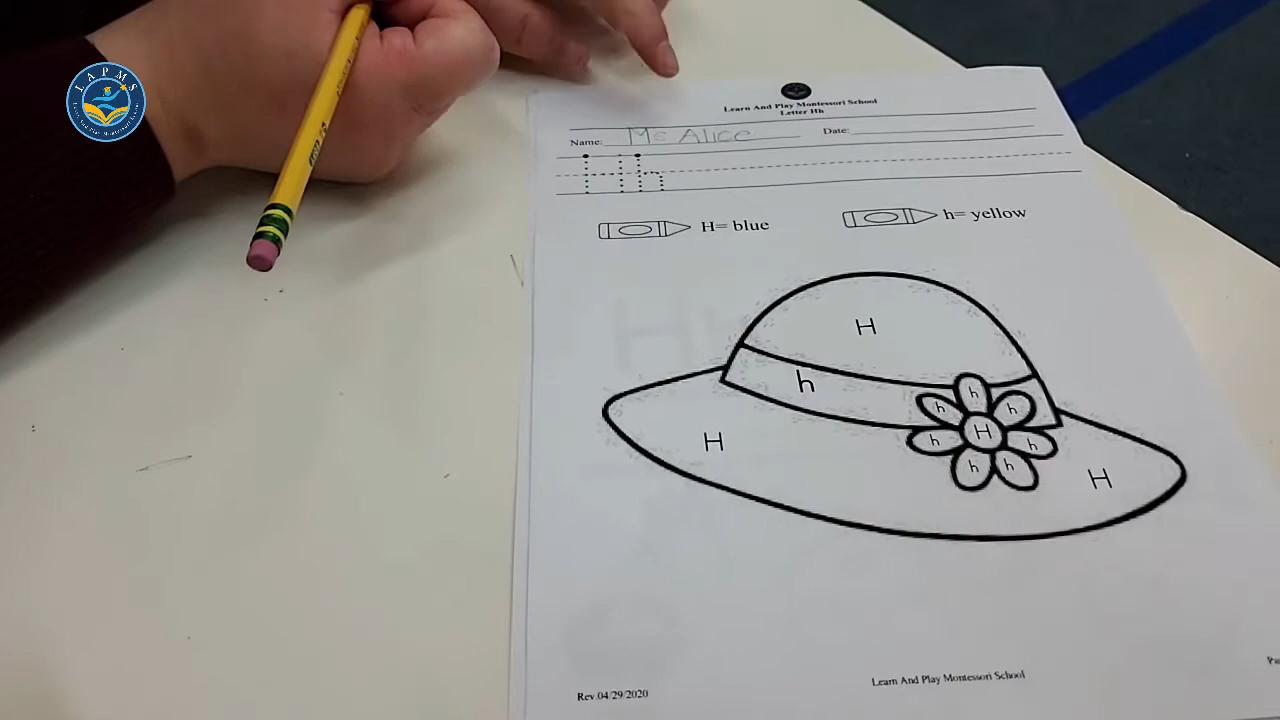 LAPMS
Learn And Play Montessori School
Letter Hh
Name: Ms Alice Date:
Hh
H= blue h= yellow
H
h
h
h h
H H h
h
h h
H
Learn And Play Montessori School
Rev.04/29/2020